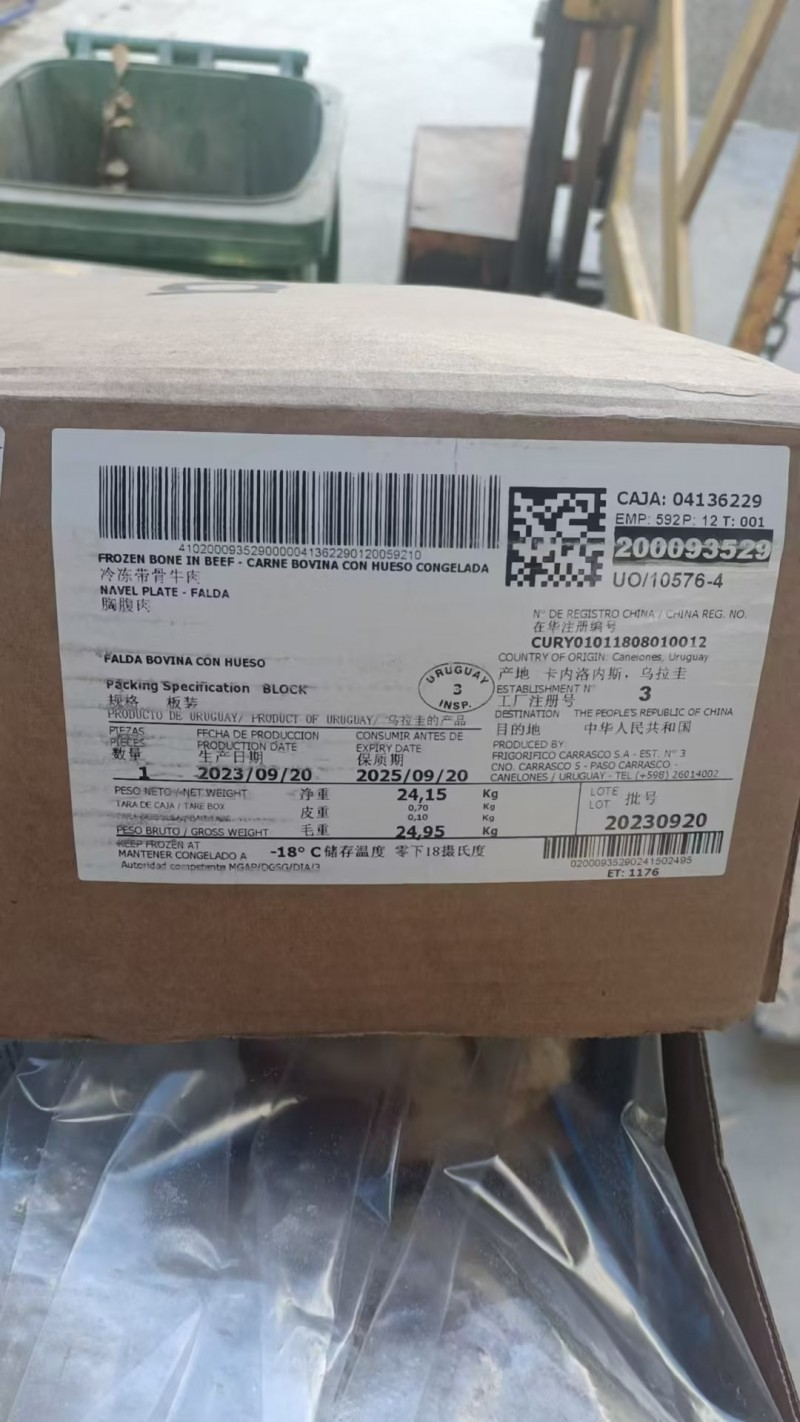 41020009352900000413622901200592​10
FROZEN BONE IN BEEF - CARNE BOVINA CON HUESO CONGELADA
冷冻带骨牛肉
NAVEL PLATE - FALDA
胸腹肉
CAJA: 04136229
EMP: 592 P: 12 T: 001
200093529
UO/10576-4
N° DE REGISTRO CHINA / CHINA REG. NO.
在华注册编号
CURY01011808010012
FALDA BOVINA CON HUESO
Packing Specification BLOCK
规格 板装
URUGUAY
3
INSP.
COUNTRY OF ORIGIN: Canelones, Uruguay
产地 卡内洛内斯，乌拉圭
ESTABLISHMENT N° 3
工厂注册号
DESTINATION THE PEOPLE'S REPUBLIC OF CHINA
目的地 中华人民共和国
PRODUCED BY:
FRIGORIFICO CARRASCO S.A - EST. N° 3
CNO. CARRASCO S - PASO CARRASCO -
CANELONES / URUGUAY - TEL (+598) 26014002
PRODUCTO DE URUGUAY/ PRODUCT OF URUGUAY/ 乌拉圭的产品
PIEZAS FECHA DE PRODUCCION CONSUMIR ANTES DE
PIECES PRODUCTION DATE EXPIRY DATE
数量 生产日期 保质期
1 2023/09/20 2025/09/20
PESO NETO / NET WEIGHT 净重 24,15 Kg
TARA DE CAJA / TARE BOX 皮重 0,70 Kg
0,10 Kg
PESO BRUTO / GROSS WEIGHT 毛重 24,95 Kg
LOTE
LOT 批号
20230920
KEEP FROZEN AT
MANTENER CONGELADO A -18° C 储存温度 零下18摄氏度
Autoridad competente MGAP/DGSG/DIA/3
02000935290241502495
ET: 1176